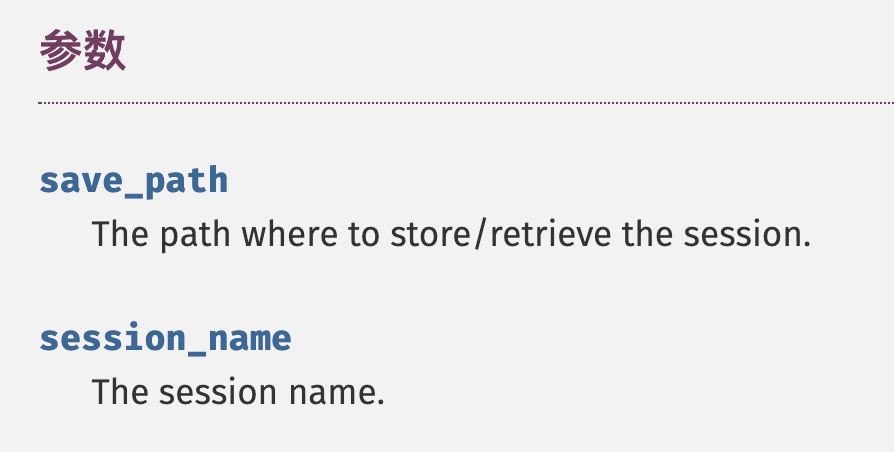 参数
save_path
The path where to store/retrieve the session.
session_name
The session name.